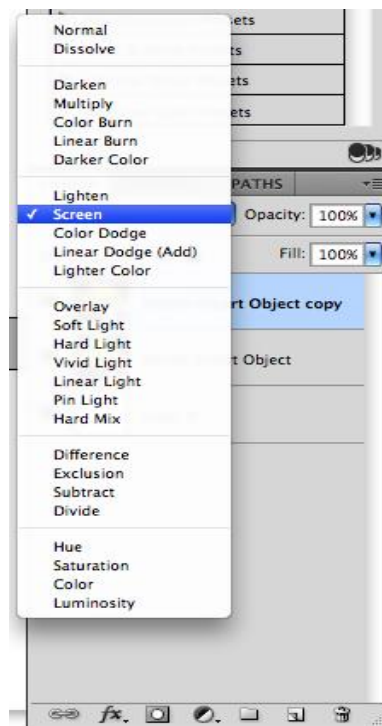 Normal
Dissolve
Darken
Multiply
Color Burn
Linear Burn
Darker Color
Lighten
✓ Screen
Color Dodge
Linear Dodge (Add)
Lighter Color
Overlay
Soft Light
Hard Light
Vivid Light
Linear Light
Pin Light
Hard Mix
Difference
Exclusion
Subtract
Divide
Hue
Saturation
Color
Luminosity
ets
ts
ets
ets
PATHS
Opacity: 100%
Fill: 100%
rt Object copy
t Object
fx.